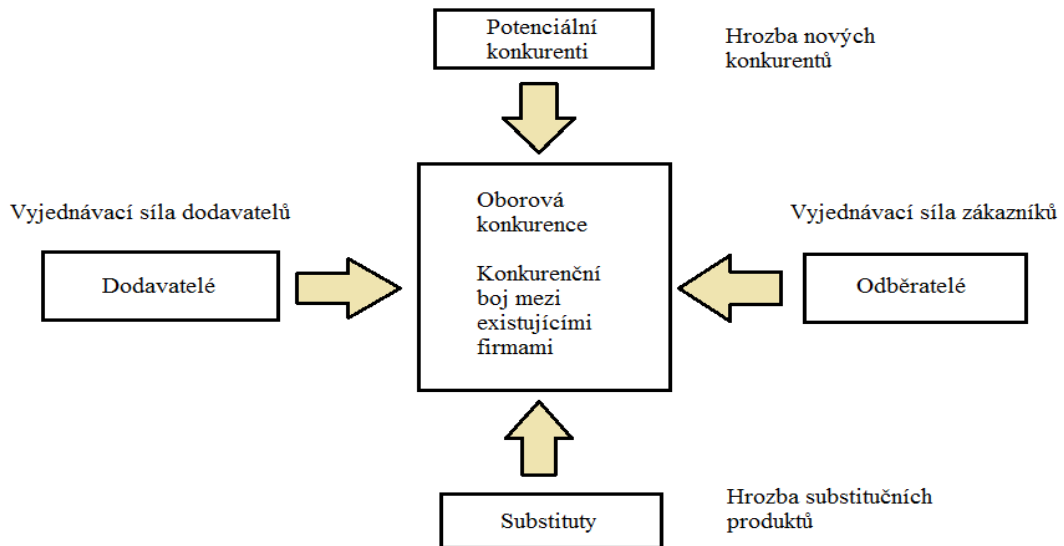 Potenciální
konkurenti
Hrozba nových
konkurentů
Vyjednávací síla dodavatelů
Dodavatelé
Oborová
konkurence
Konkurenční
boj mezi
existujícími
firmami
Vyjednávací síla zákazníků
Odběratelé
Substituty
Hrozba substitučních
produktů